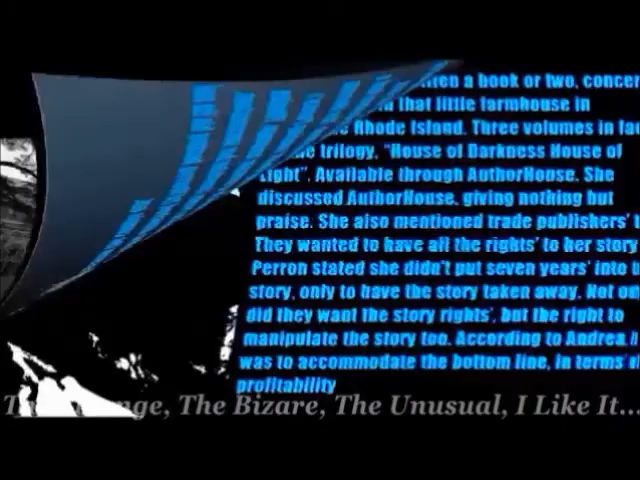 a book or two, concer
that little farmhouse in
Rhode Island. Three volumes in fac
trilogy, "House of Darkness House of
Light". Available through AuthorHouse. She
discussed AuthorHouse, giving nothing but
praise. She also mentioned trade publishers' t
They wanted to have all the rights' to her story
Perron stated she didn't put seven years' into
story, only to have the story taken away. Not on
did they want the story rights', but the right to
manipulate the story too. According to Andrea
was to accommodate the bottom line, in terms'
profitability
nge, The Bizare, The Unusual, I Like It...